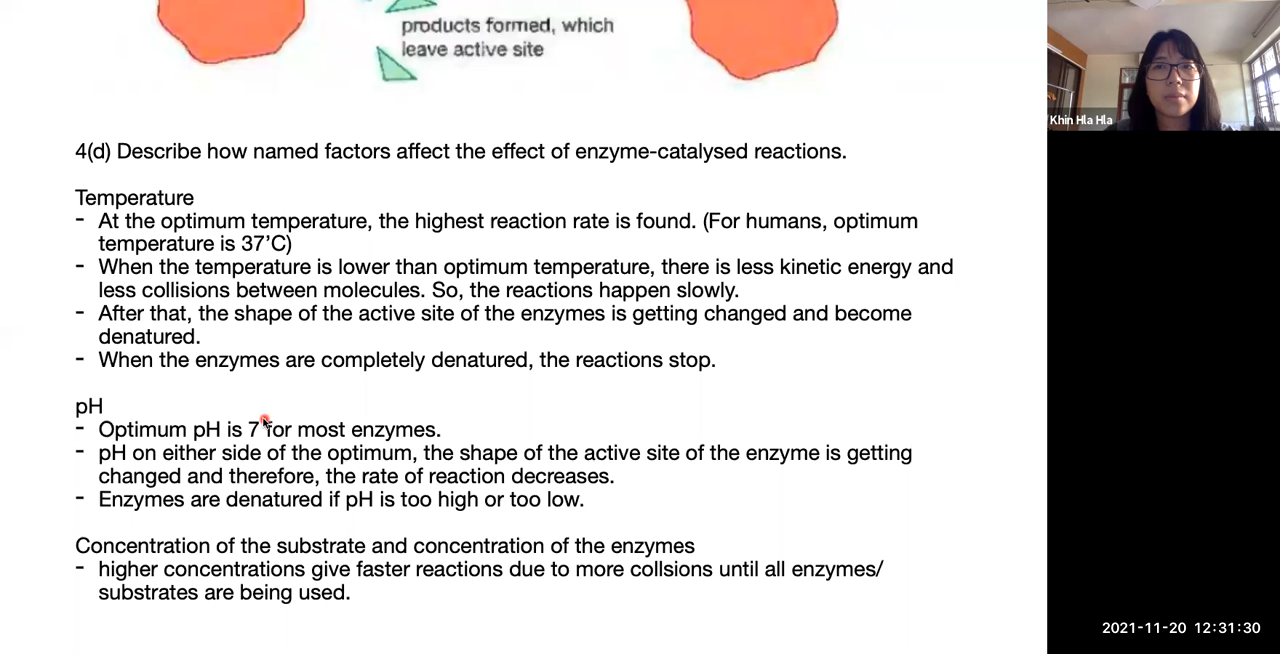 products formed, which
leave active site
Khin Hla Hla
4(d) Describe how named factors affect the effect of enzyme-catalysed reactions.
Temperature
- At the optimum temperature, the highest reaction rate is found. (For humans, optimum
temperature is 37'C)
- When the temperature is lower than optimum temperature, there is less kinetic energy and
less collisions between molecules. So, the reactions happen slowly.
- After that, the shape of the active site of the enzymes is getting changed and become
denatured.
- When the enzymes are completely denatured, the reactions stop.
pH
- Optimum pH is 7 for most enzymes.
- pH on either side of the optimum, the shape of the active site of the enzyme is getting
changed and therefore, the rate of reaction decreases.
- Enzymes are denatured if pH is too high or too low.
Concentration of the substrate and concentration of the enzymes
- higher concentrations give faster reactions due to more collsions until all enzymes/
substrates are being used.
2021-11-20 12:31:30